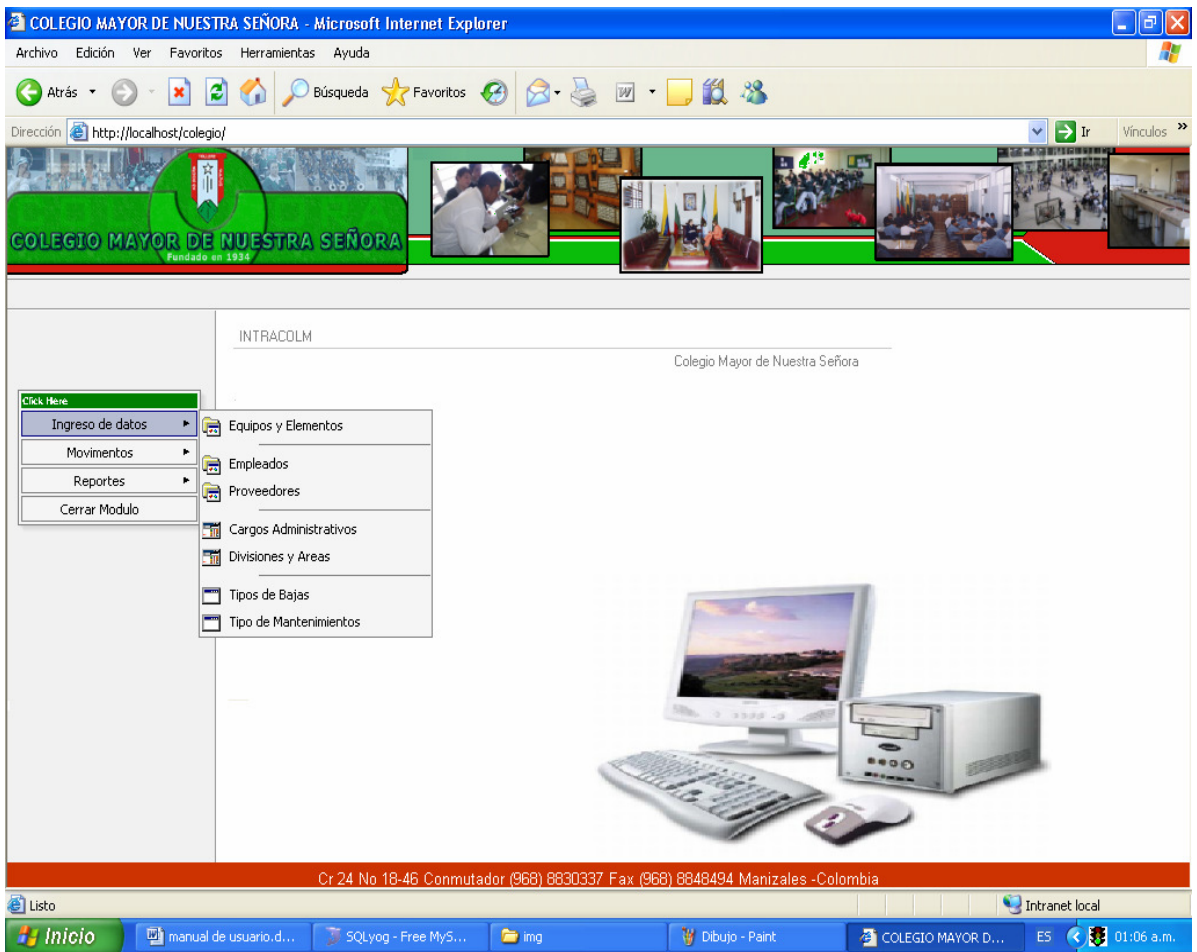 COLEGIO MAYOR DE NUESTRA SEÑORA - Microsoft Internet Explorer
Archivo Edición Ver Favoritos Herramientas Ayuda
Atrás Búsqueda Favoritos
Dirección http://localhost/colegio/ Ir Vínculos »
COLEGIO MAYOR DE NUESTRA SEÑORA
Fundado en 1934
INTRACOLM
Colegio Mayor de Nuestra Señora
Click Here
Ingreso de datos
Movimentos
Reportes
Cerrar Modulo
Equipos y Elementos
Empleados
Proveedores
Cargos Administrativos
Divisiones y Areas
Tipos de Bajas
Tipo de Mantenimientos
Cr 24 No 18-46 Conmutador (968) 8830337 Fax (968) 8848494 Manizales -Colombia
Listo Intranet local
Inicio manual de usuario.d... SQLyog - Free MyS... img Dibujo - Paint COLEGIO MAYOR D... ES 01:06 a.m.